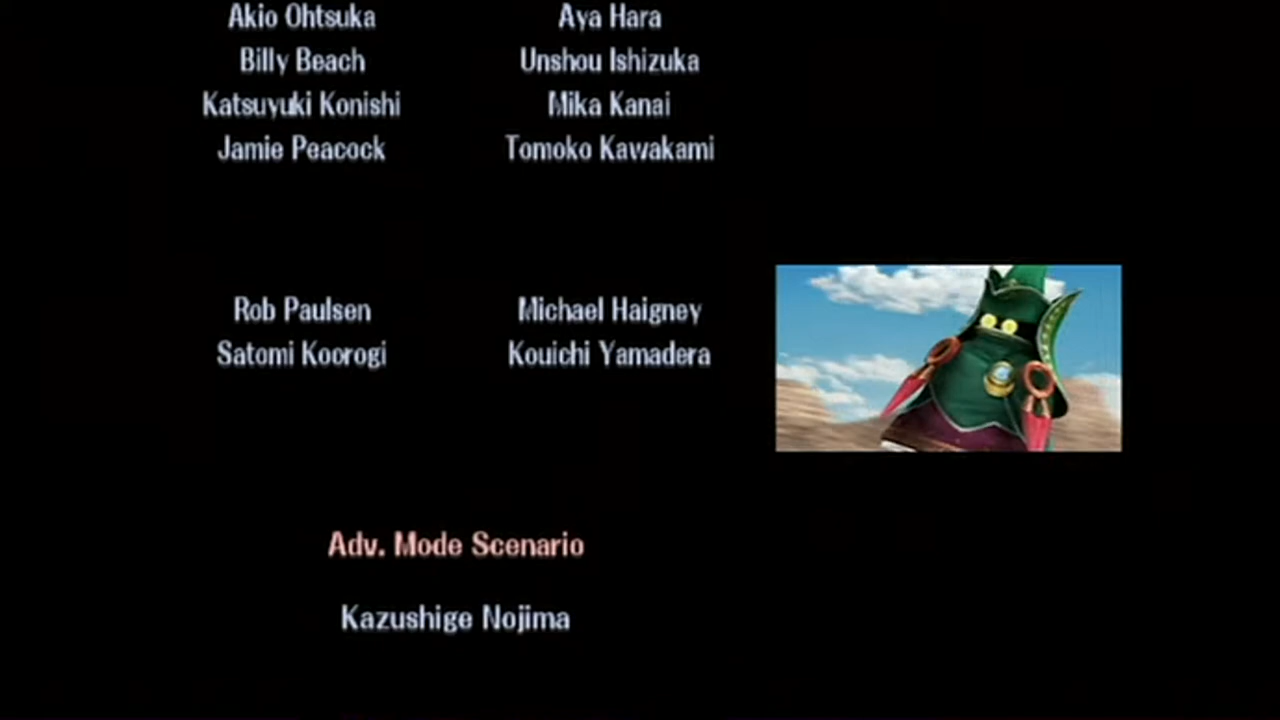 Akio Ohtsuka Aya Hara
Billy Beach Unshou Ishizuka
Katsuyuki Konishi Mika Kanai
Jamie Peacock Tomoko Kawakami
Rob Paulsen Michael Haigney
Satomi Koorogi Kouichi Yamadera
Adv. Mode Scenario
Kazushige Nojima